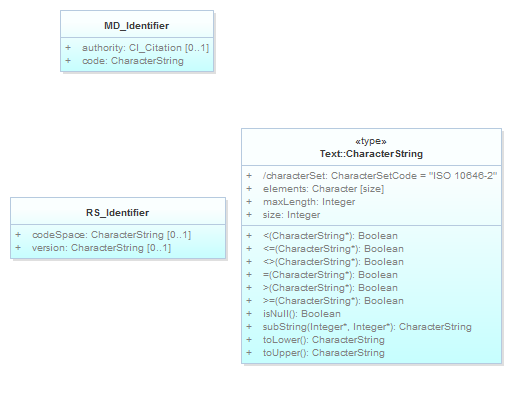 MD_Identifier
+ authority: CI_Citation [0..1]
+ code: CharacterString
«type»
Text::CharacterString
+ /characterSet: CharacterSetCode = "ISO 10646-2"
+ elements: Character [size]
+ maxLength: Integer
+ size: Integer
+ <(CharacterString*): Boolean
+ <=(CharacterString*): Boolean
+ <>(CharacterString*): Boolean
+ =(CharacterString*): Boolean
+ >(CharacterString*): Boolean
+ >=(CharacterString*): Boolean
+ isNull(): Boolean
+ subString(Integer*, Integer*): CharacterString
+ toLower(): CharacterString
+ toUpper(): CharacterString
RS_Identifier
+ codeSpace: CharacterString [0..1]
+ version: CharacterString [0..1]